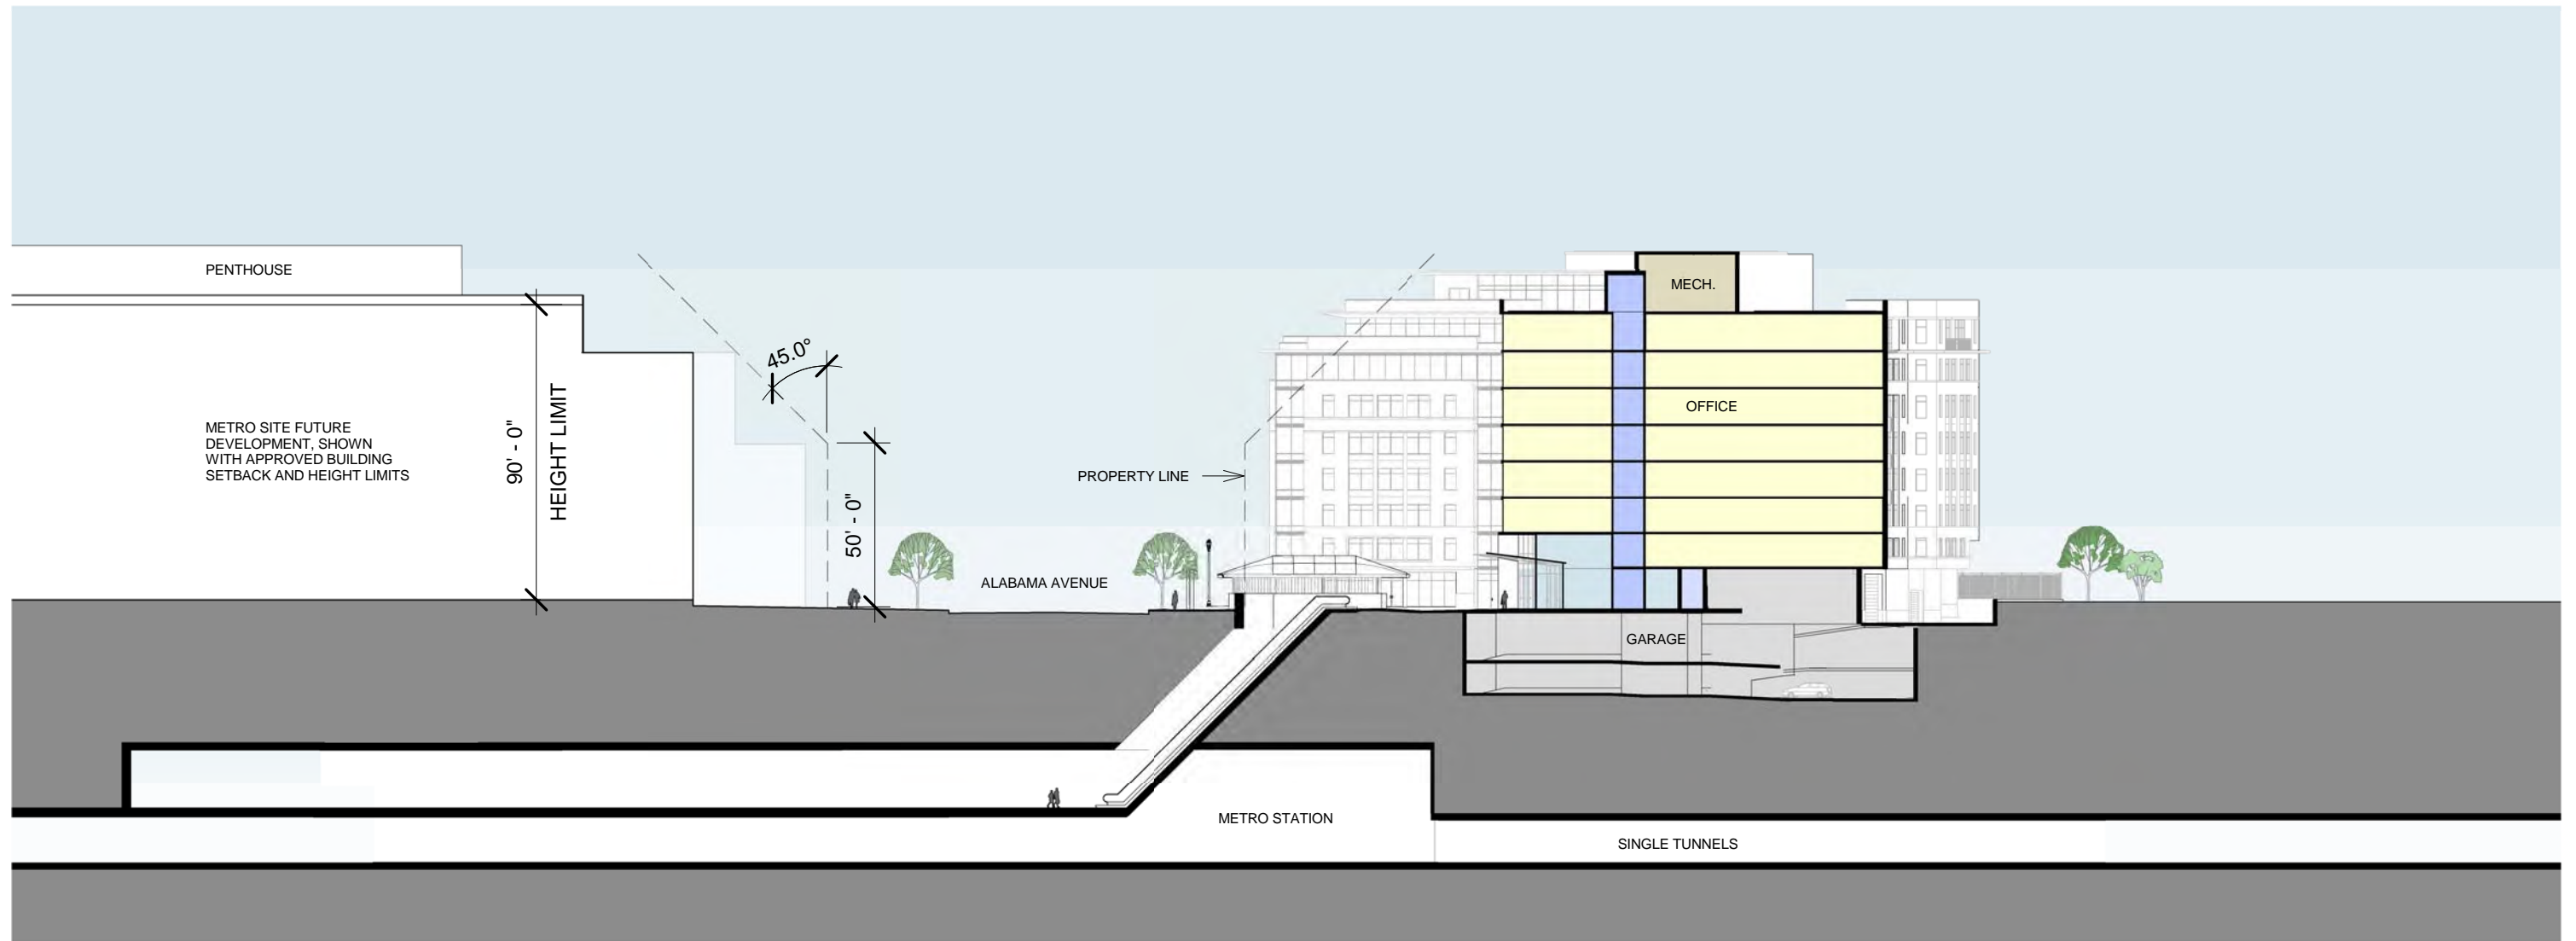 PENTHOUSE
MECH.
45.0°
90' - 0"
HEIGHT LIMIT
OFFICE
METRO SITE FUTURE
DEVELOPMENT, SHOWN
WITH APPROVED BUILDING
SETBACK AND HEIGHT LIMITS
PROPERTY LINE
50' - 0"
ALABAMA AVENUE
GARAGE
METRO STATION
SINGLE TUNNELS